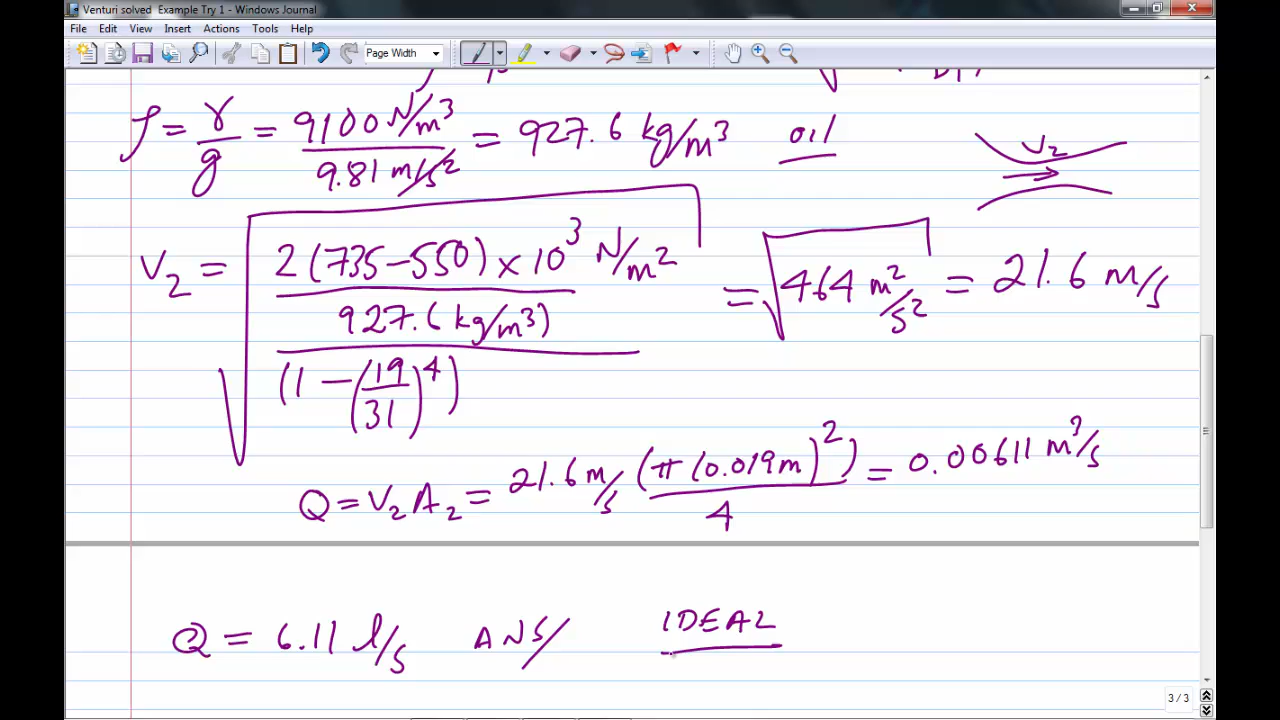 Venturi solved Example Try 1 - Windows Journal
File Edit View Insert Actions Tools Help
Page Width
ρ = γ/g = 9100 N/m³ / 9.81 m/s² = 927.6 kg/m³ oil
V₂
V₂ = √(2(735-550)×10³ N/m² / 927.6 (kg/m³) / (1-(19/31)⁴)) = √(464 m²/s²) = 21.6 m/s
Q = V₂A₂ = 21.6 m/s (π(0.019m)²/4) = 0.00611 m³/s
Q = 6.11 l/s ANS/ IDEAL
3/3